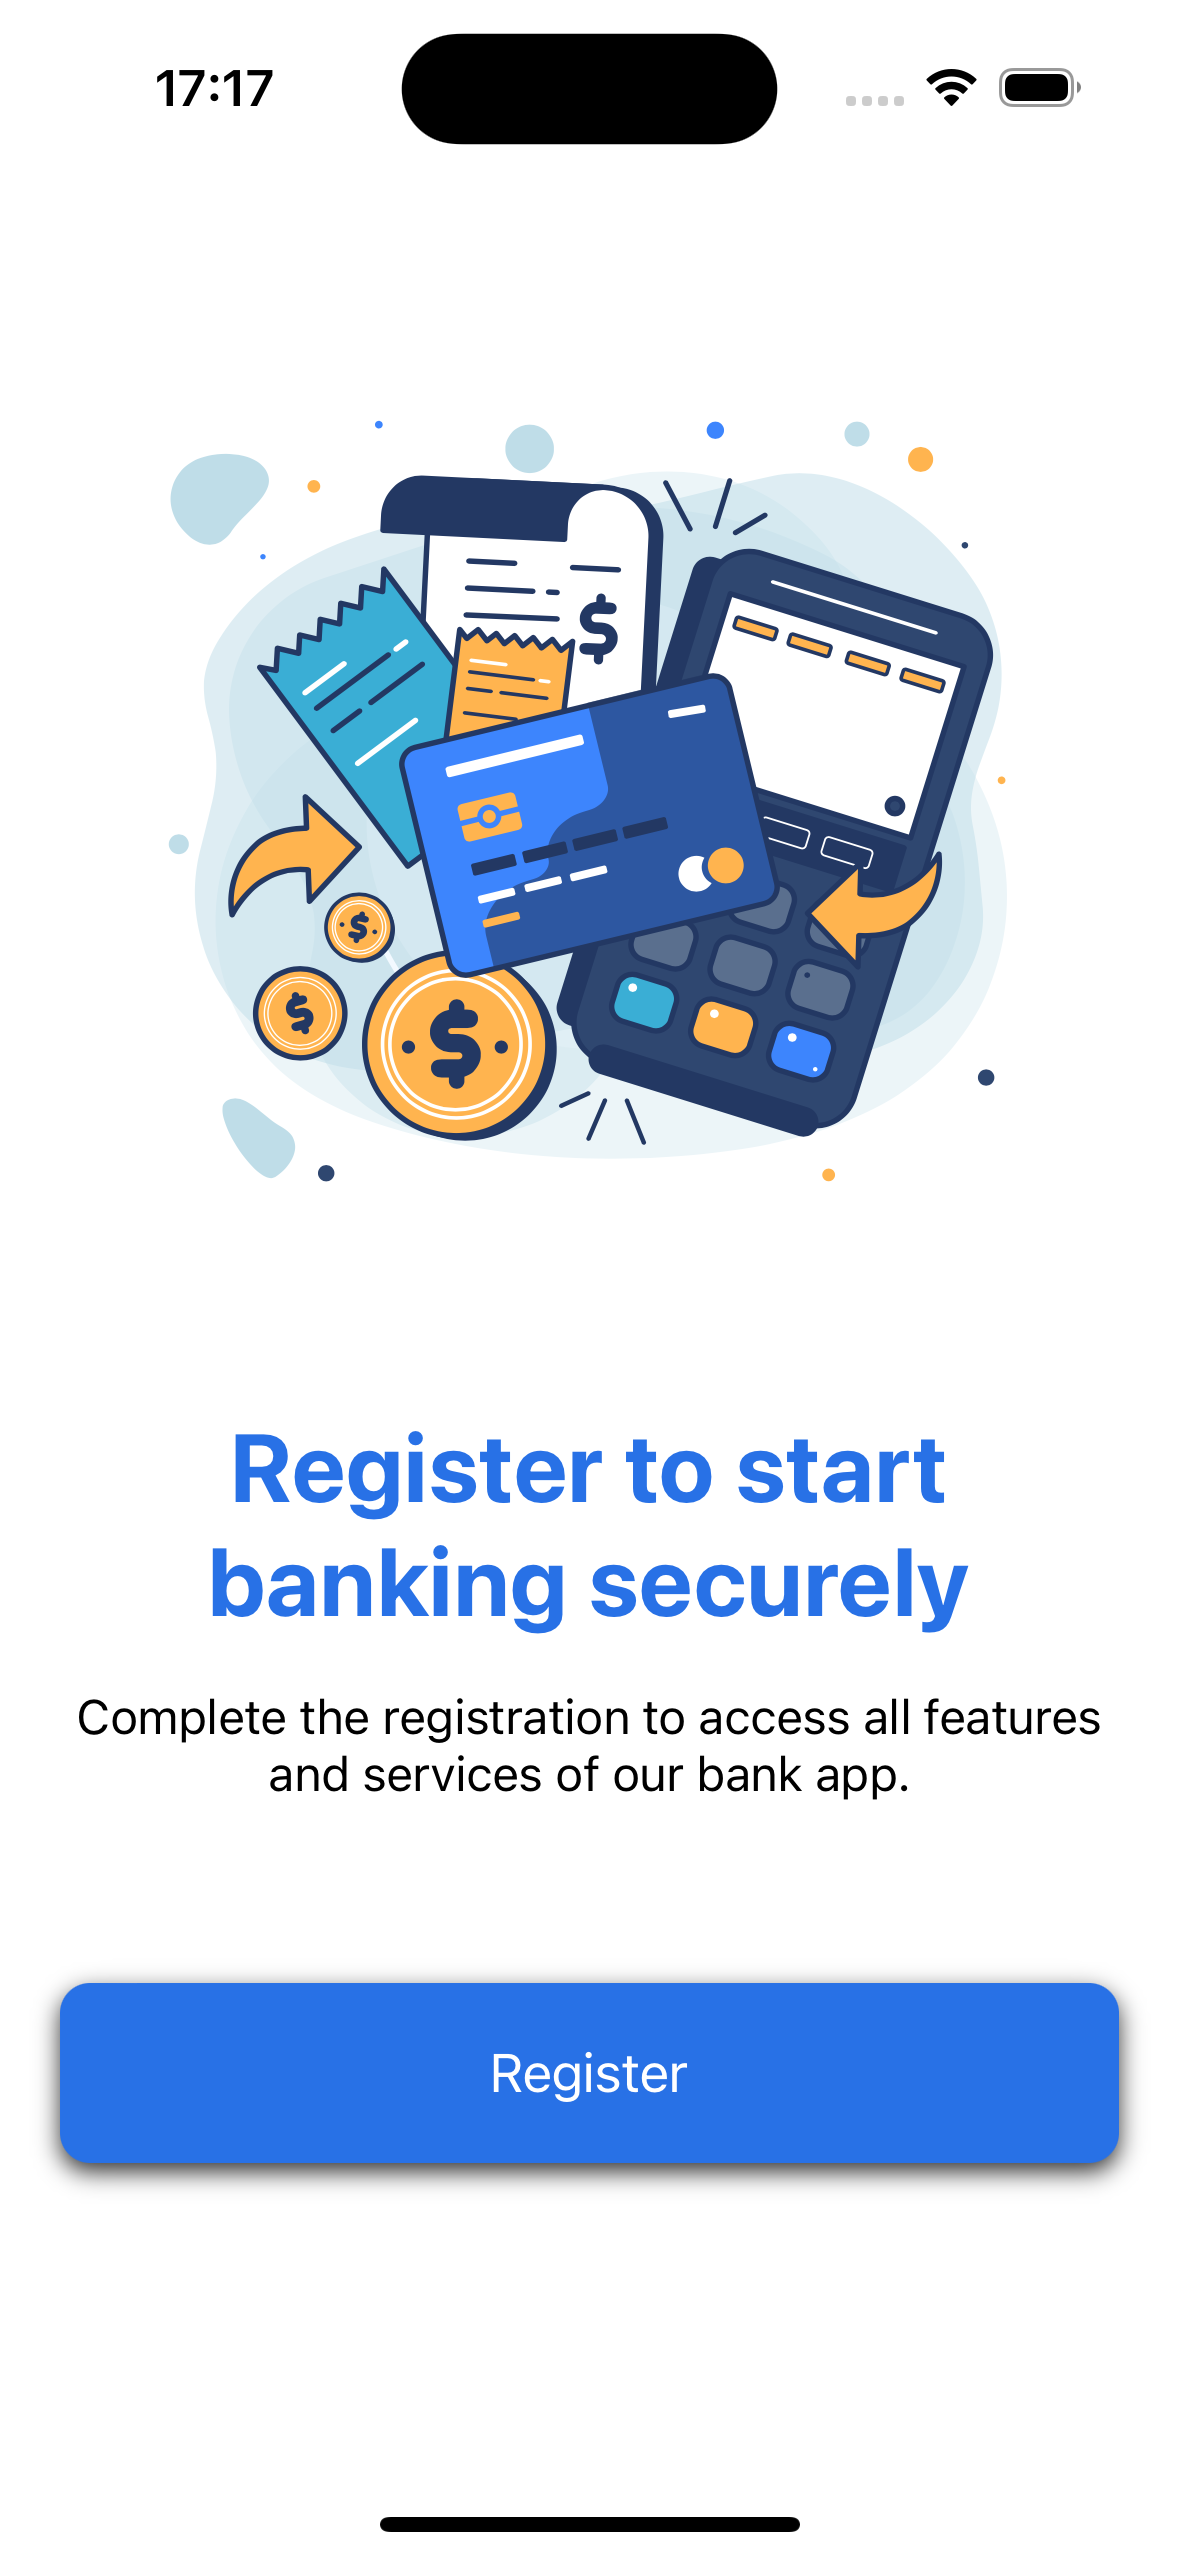 17:17
$
$
$
$
Register to start
banking securely
Complete the registration to access all features
and services of our bank app.
Register